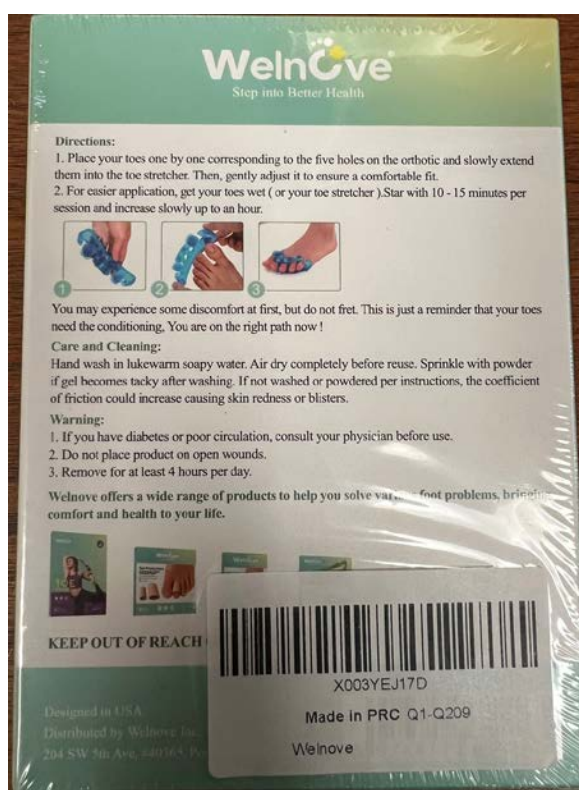 Welnove
Step into Better Health
Directions:
1. Place your toes one by one corresponding to the five holes on the orthotic and slowly extend
them into the toe stretcher. Then, gently adjust it to ensure a comfortable fit.
2. For easier application, get your toes wet ( or your toe stretcher ).Star with 10 - 15 minutes per
session and increase slowly up to an hour.
1 2 3
You may experience some discomfort at first, but do not fret. This is just a reminder that your toes
need the conditioning, You are on the right path now !
Care and Cleaning:
Hand wash in lukewarm soapy water. Air dry completely before reuse. Sprinkle with powder
if gel becomes tacky after washing. If not washed or powdered per instructions, the coefficient
of friction could increase causing skin redness or blisters.
Warning:
1. If you have diabetes or poor circulation, consult your physician before use.
2. Do not place product on open wounds.
3. Remove for at least 4 hours per day.
Welnove offers a wide range of products to help you solve foot problems, bringing
comfort and health to your life.
KEEP OUT OF REACH
X003YEJ17D
Made in PRC Q1-Q209
Welnove
Designed in USA
Distributed by Welnove Inc.
204 SW 5th Ave,